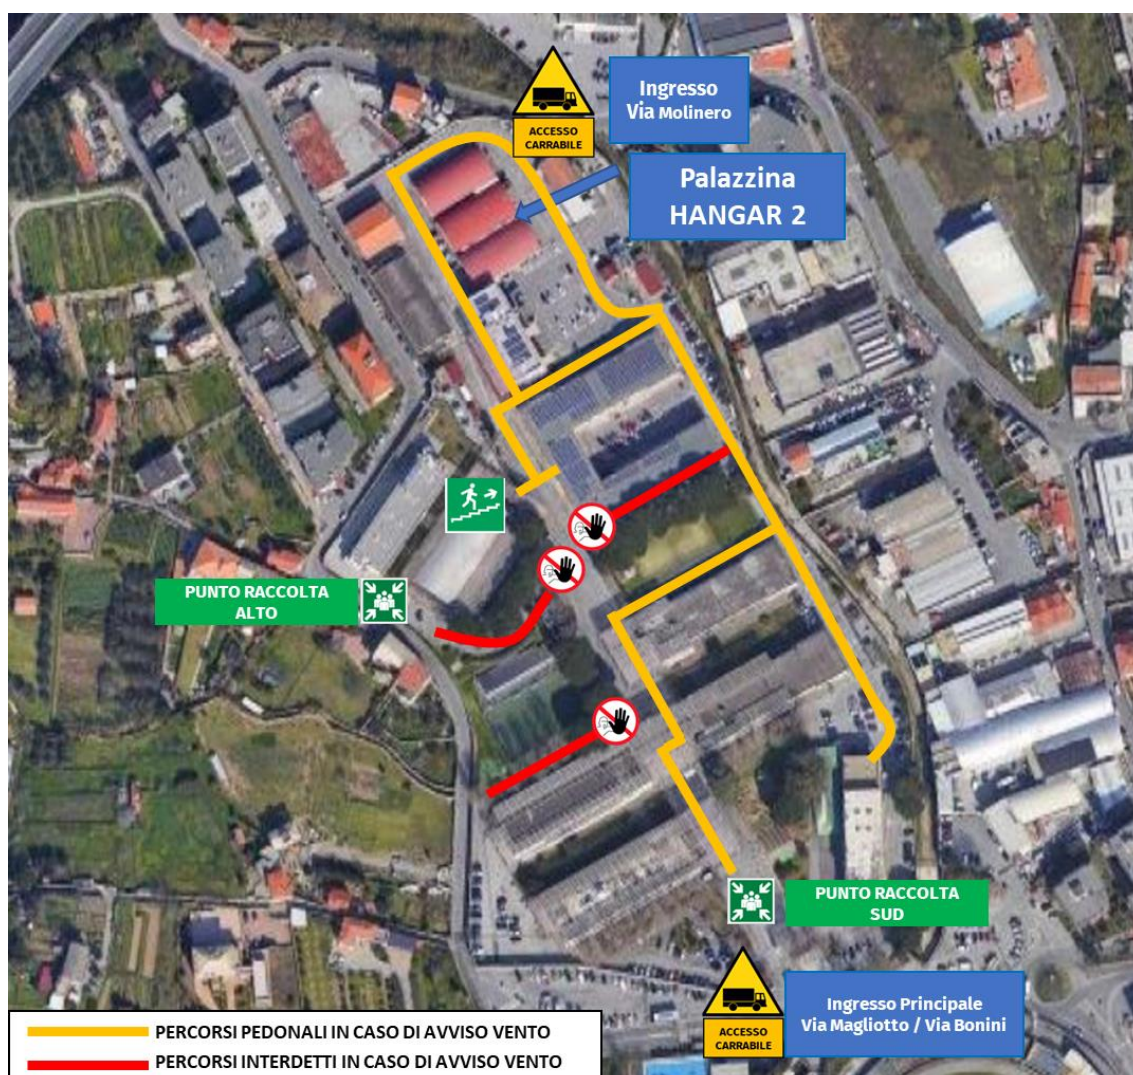 Ingresso
Via Molinero
ACCESSO
CARRABILE
Palazzina
HANGAR 2
PUNTO RACCOLTA
ALTO
PUNTO RACCOLTA
SUD
Ingresso Principale
Via Magliotto / Via Bonini
ACCESSO
CARRABILE
PERCORSI PEDONALI IN CASO DI AVVISO VENTO
PERCORSI INTERDETTI IN CASO DI AVVISO VENTO